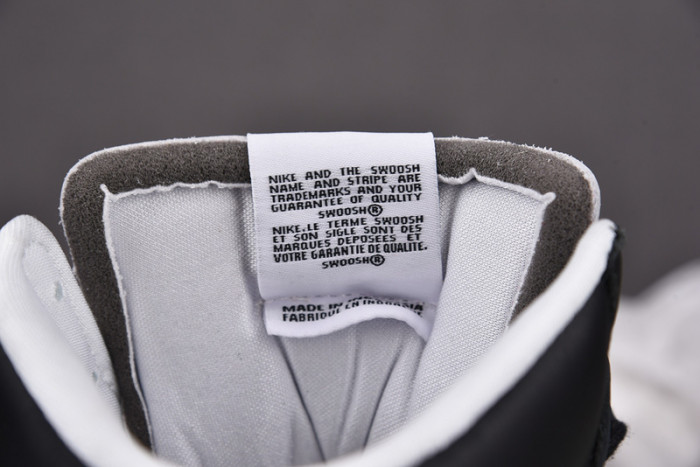 NIKE AND THE SWOOSH
NAME AND STRIPE ARE
TRADEMARKS AND YOUR
GUARANTEE OF QUALITY
SWOOSH®
NIKE.LE TERME SWOOSH
ET SON SIGLE SONT DES
MARQUES DEPOSEES ET
VOTRE GARANTIE DE QUALITE.
SWOOSH®
MADE IN
FABRIQUE EN